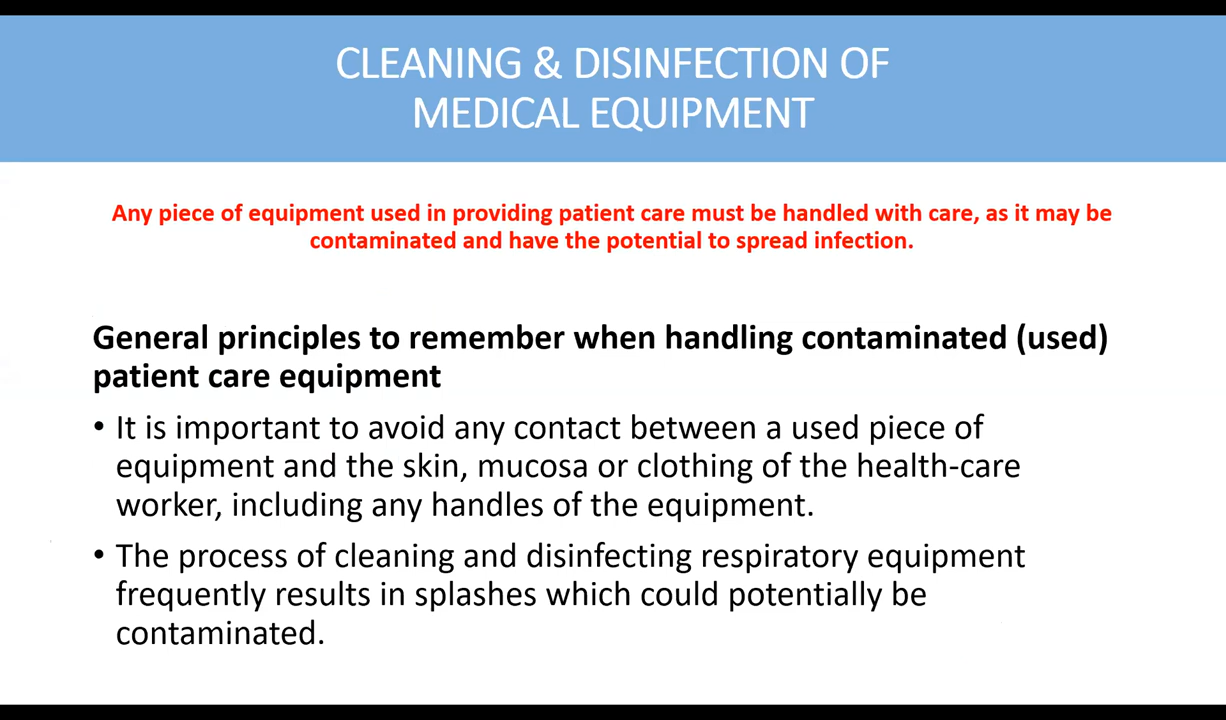 CLEANING & DISINFECTION OF
MEDICAL EQUIPMENT
Any piece of equipment used in providing patient care must be handled with care, as it may be
contaminated and have the potential to spread infection.
General principles to remember when handling contaminated (used)
patient care equipment
• It is important to avoid any contact between a used piece of
equipment and the skin, mucosa or clothing of the health-care
worker, including any handles of the equipment.
• The process of cleaning and disinfecting respiratory equipment
frequently results in splashes which could potentially be
contaminated.